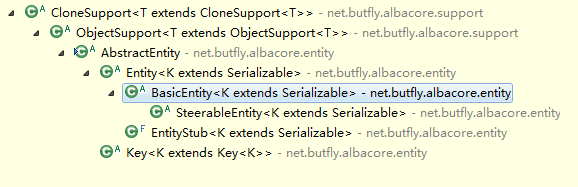 CloneSupport<T extends CloneSupport<T>> - net.butfly.albacore.support
ObjectSupport<T extends ObjectSupport<T>> - net.butfly.albacore.support
AbstractEntity - net.butfly.albacore.entity
Entity<K extends Serializable> - net.butfly.albacore.entity
BasicEntity<K extends Serializable> - net.butfly.albacore.entity
SteerableEntity<K extends Serializable> - net.butfly.albacore.entity
EntityStub<K extends Serializable> - net.butfly.albacore.entity
Key<K extends Key<K>> - net.butfly.albacore.entity